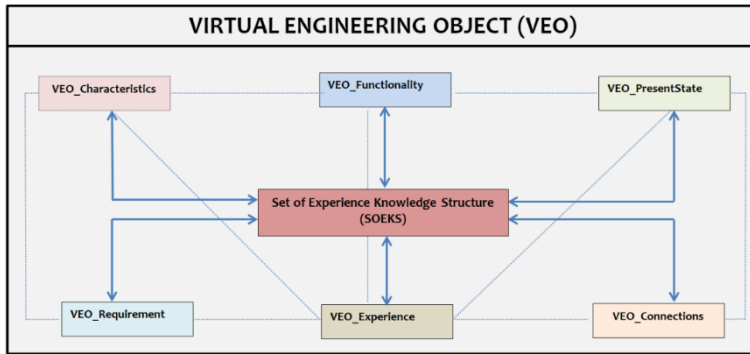 VIRTUAL ENGINEERING OBJECT (VEO)
VEO_Characteristics
VEO_Functionality
VEO_PresentState
Set of Experience Knowledge Structure
(SOEKS)
VEO_Requirement
VEO_Experience
VEO_Connections